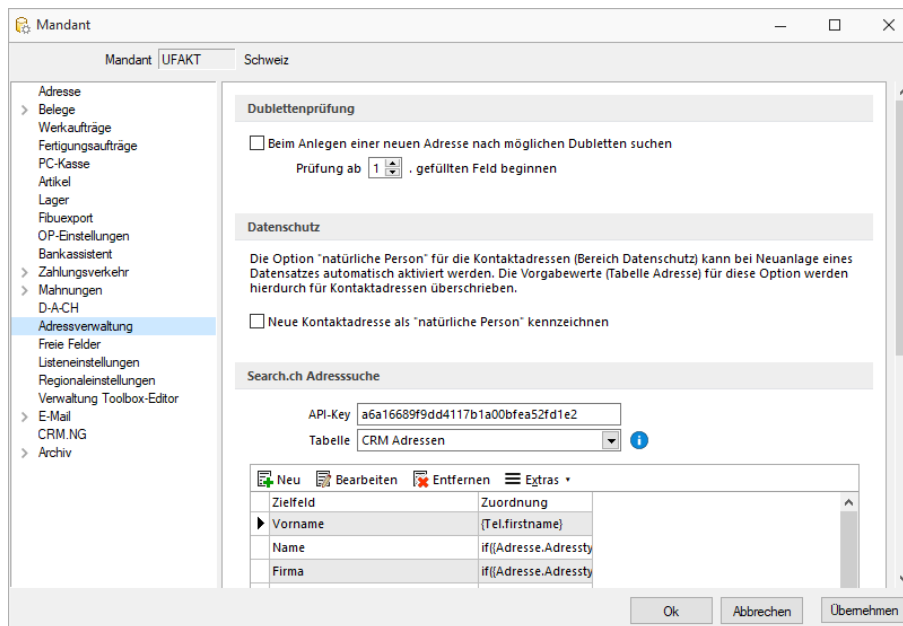 Mandant
Mandant UFAKT Schweiz
Adresse
Belege
Werkaufträge
Fertigungsaufträge
PC-Kasse
Artikel
Lager
Fibuexport
OP-Einstellungen
Bankassistent
Zahlungsverkehr
Mahnungen
D-A-CH
Adressverwaltung
Freie Felder
Listeneinstellungen
Regionaleinstellungen
Verwaltung Toolbox-Editor
E-Mail
CRM.NG
Archiv
Dublettenprüfung
Beim Anlegen einer neuen Adresse nach möglichen Dubletten suchen
Prüfung ab 1 . gefüllten Feld beginnen
Datenschutz
Die Option "natürliche Person" für die Kontaktadressen (Bereich Datenschutz) kann bei Neuanlage eines
Datensatzes automatisch aktiviert werden. Die Vorgabewerte (Tabelle Adresse) für diese Option werden
hierdurch für Kontaktadressen überschrieben.
Neue Kontaktadresse als "natürliche Person" kennzeichnen
Search.ch Adresssuche
API-Key a6a16689f9dd4117b1a00bfea52fd1e2
Tabelle CRM Adressen
Neu Bearbeiten Entfernen Extras
Zielfeld Zuordnung
Vorname {Tel.firstname}
Name if({Adresse.Adressty
Firma if({Adresse.Adressty
Ok Abbrechen Übernehmen